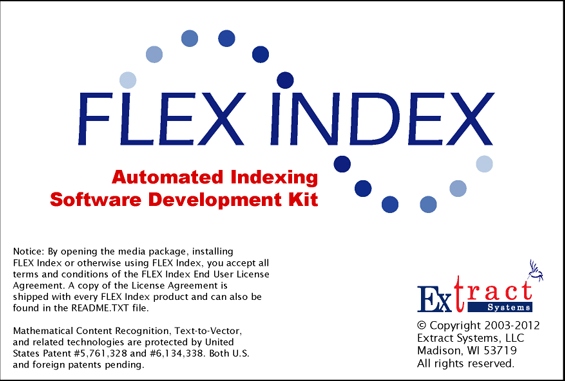 FLEX INDEX
Automated Indexing
Software Development Kit
Notice: By opening the media package, installing
FLEX Index or otherwise using FLEX Index, you accept all
terms and conditions of the FLEX Index End User License
Agreement. A copy of the License Agreement is
shipped with every FLEX Index product and can also be
found in the README.TXT file.
Mathematical Content Recognition, Text-to-Vector,
and related technologies are protected by United
States Patent #5,761,328 and #6,134,338. Both U.S.
and foreign patents pending.
Extract
Systems
© Copyright 2003-2012
Extract Systems, LLC
Madison, WI 53719
All rights reserved.